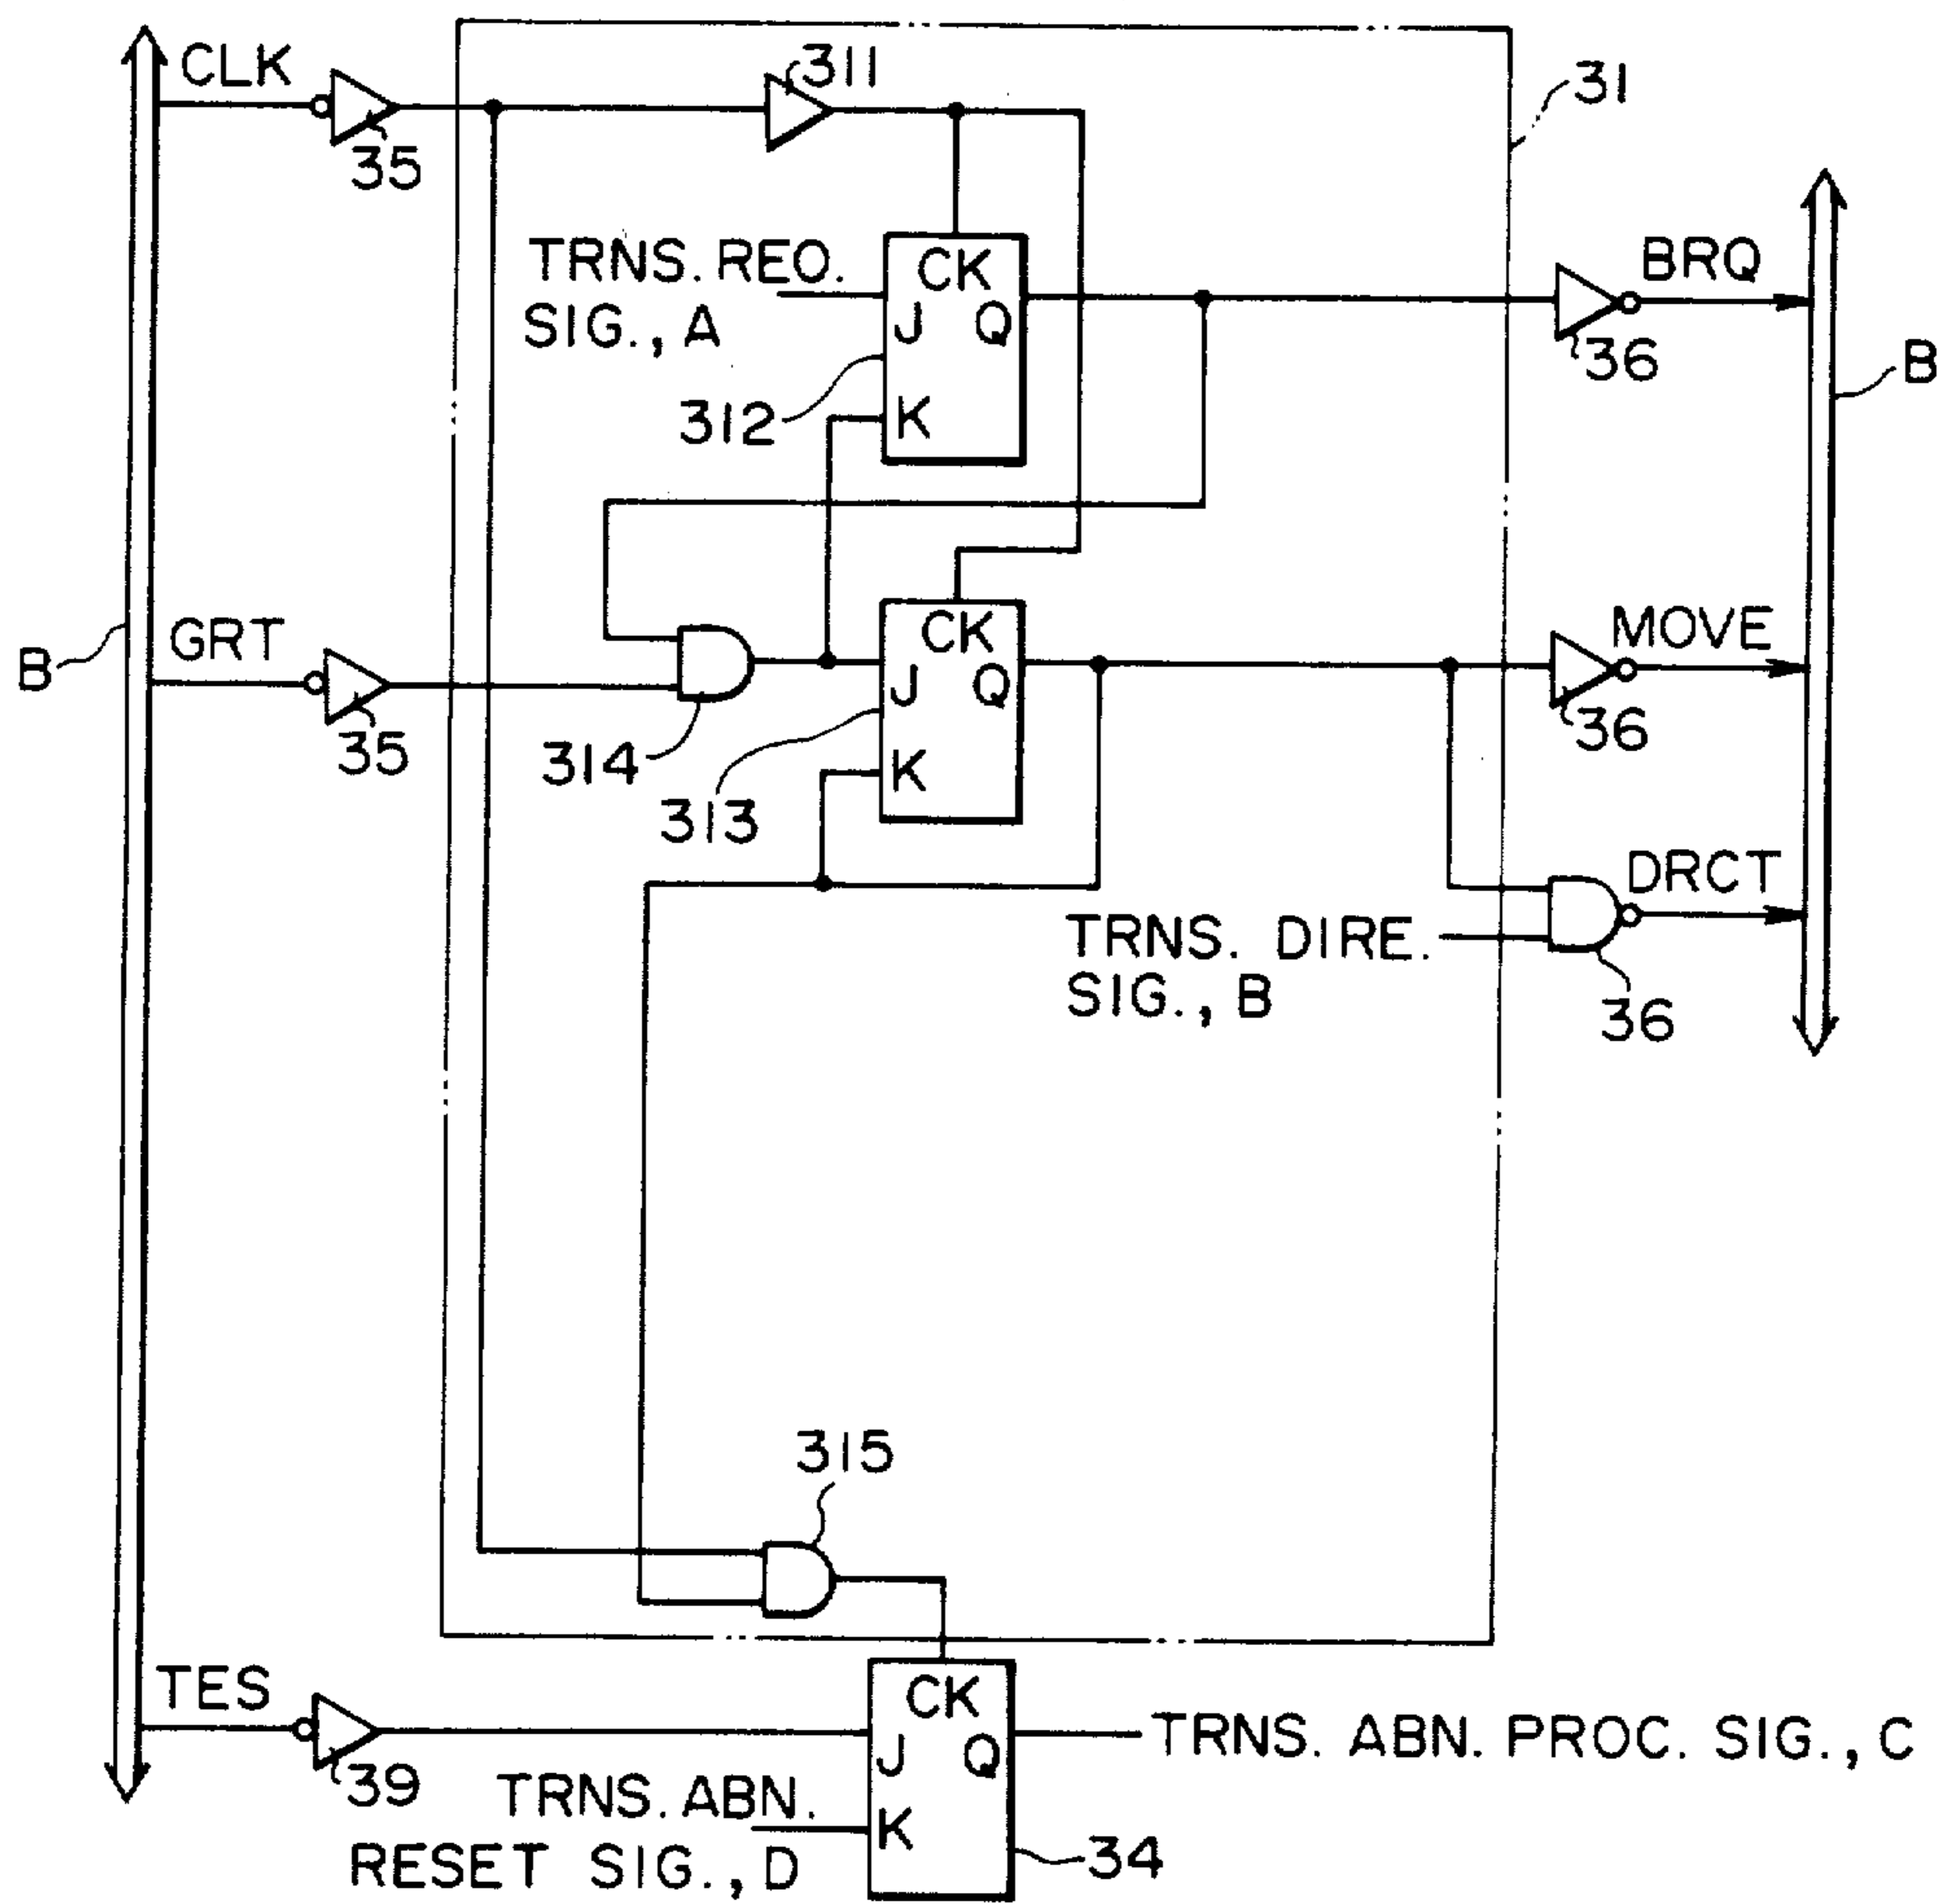 CLK
311
31
35
TRNS. REQ.
SIG., A
CK
J Q
K
312
BRQ
36
B
GRT
B
35
314
313
CK
J Q
K
MOVE
36
DRCT
TRNS. DIRE.
SIG., B
36
315
TES
39
CK
J Q
K
TRNS. ABN. PROC. SIG., C
TRNS. ABN.
RESET SIG., D
34